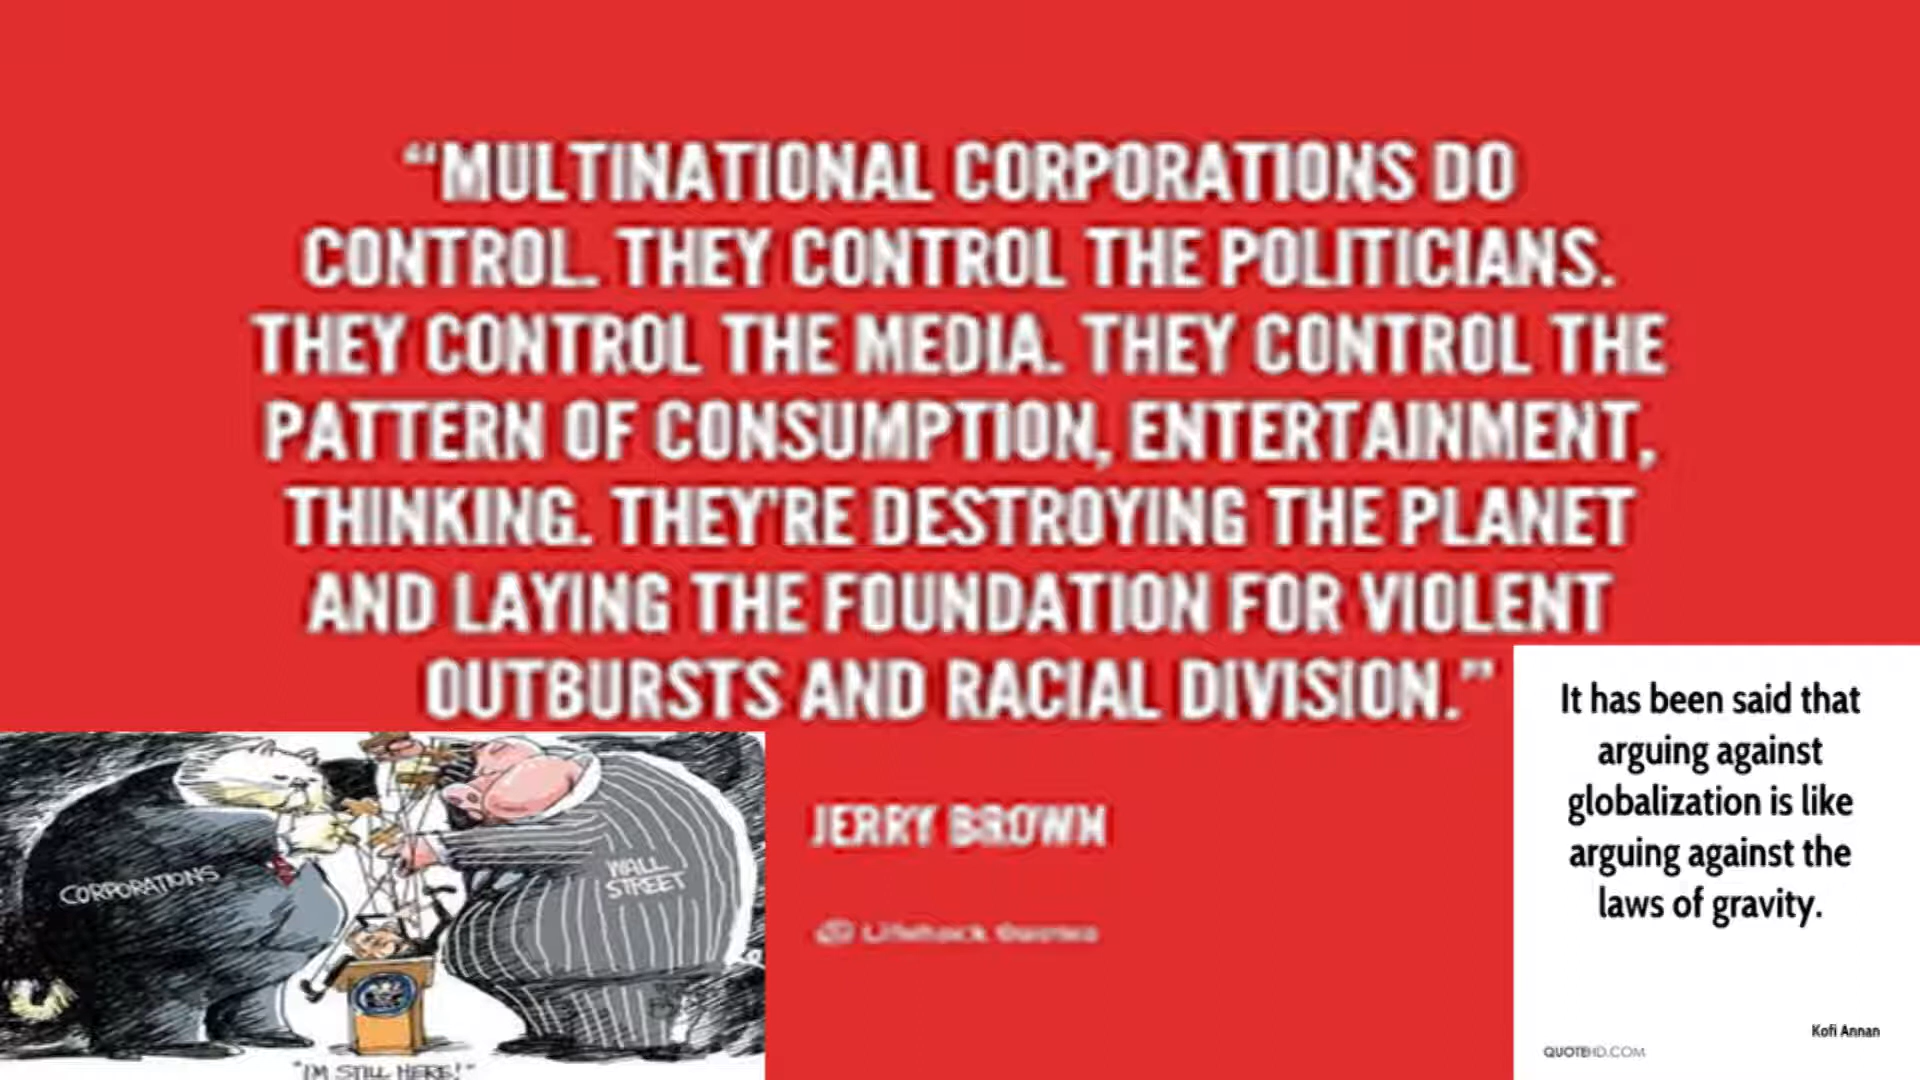 “MULTINATIONAL CORPORATIONS DO
CONTROL. THEY CONTROL THE POLITICIANS.
THEY CONTROL THE MEDIA. THEY CONTROL THE
PATTERN OF CONSUMPTION, ENTERTAINMENT,
THINKING. THEY'RE DESTROYING THE PLANET
AND LAYING THE FOUNDATION FOR VIOLENT
OUTBURSTS AND RACIAL DIVISION.”
JERRY BROWN
Lifehack Quotes
CORPORATIONS
WALL
STREET
"I'M STILL HERE!"
It has been said that
arguing against
globalization is like
arguing against the
laws of gravity.
Kofi Annan
QUOTEHD.COM